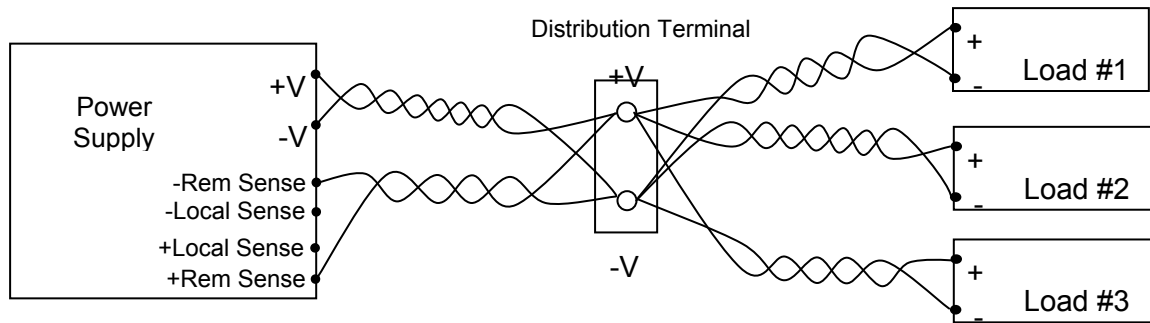 Distribution Terminal
Power
Supply
+V
-V
-Rem Sense
-Local Sense
+Local Sense
+Rem Sense
+V
-V
+
-
Load #1
+
-
Load #2
+
-
Load #3